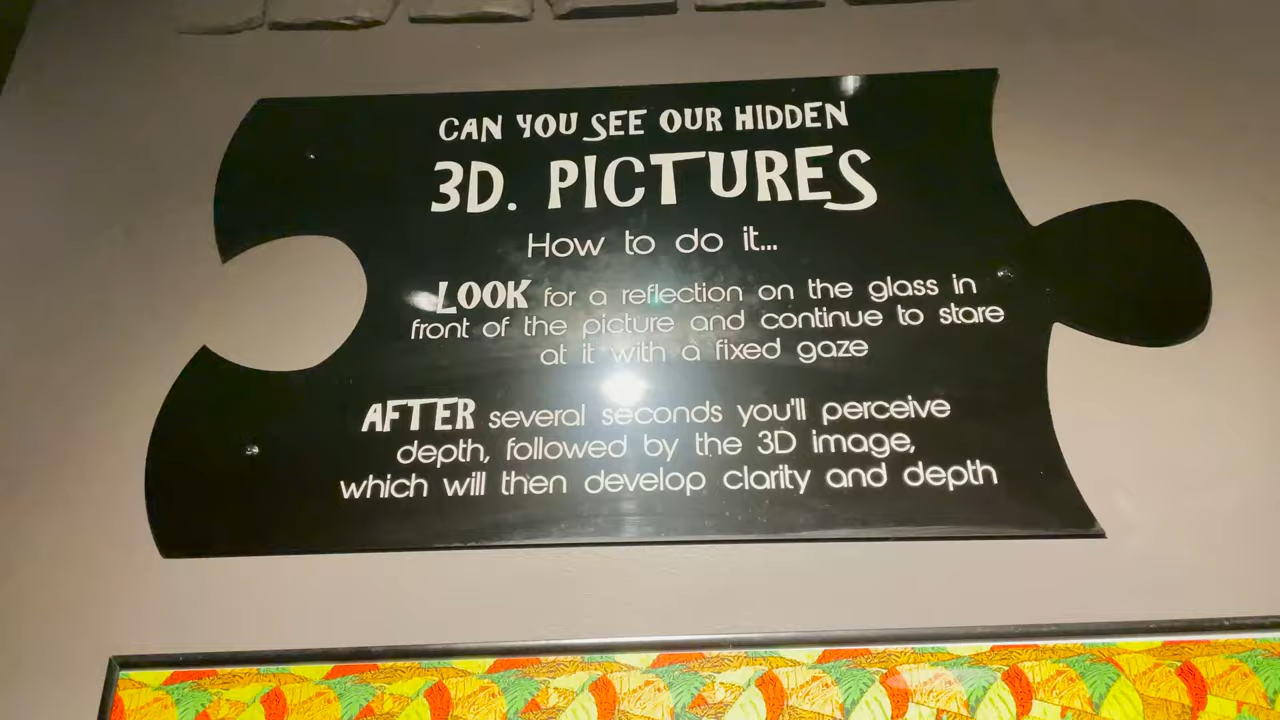 CAN YOU SEE OUR HIDDEN
3D. PICTURES
How to do it...
LOOK for a reflection on the glass in
front of the picture and continue to stare
at it with a fixed gaze
AFTER several seconds you'll perceive
depth, followed by the 3D image,
which will then develop clarity and depth